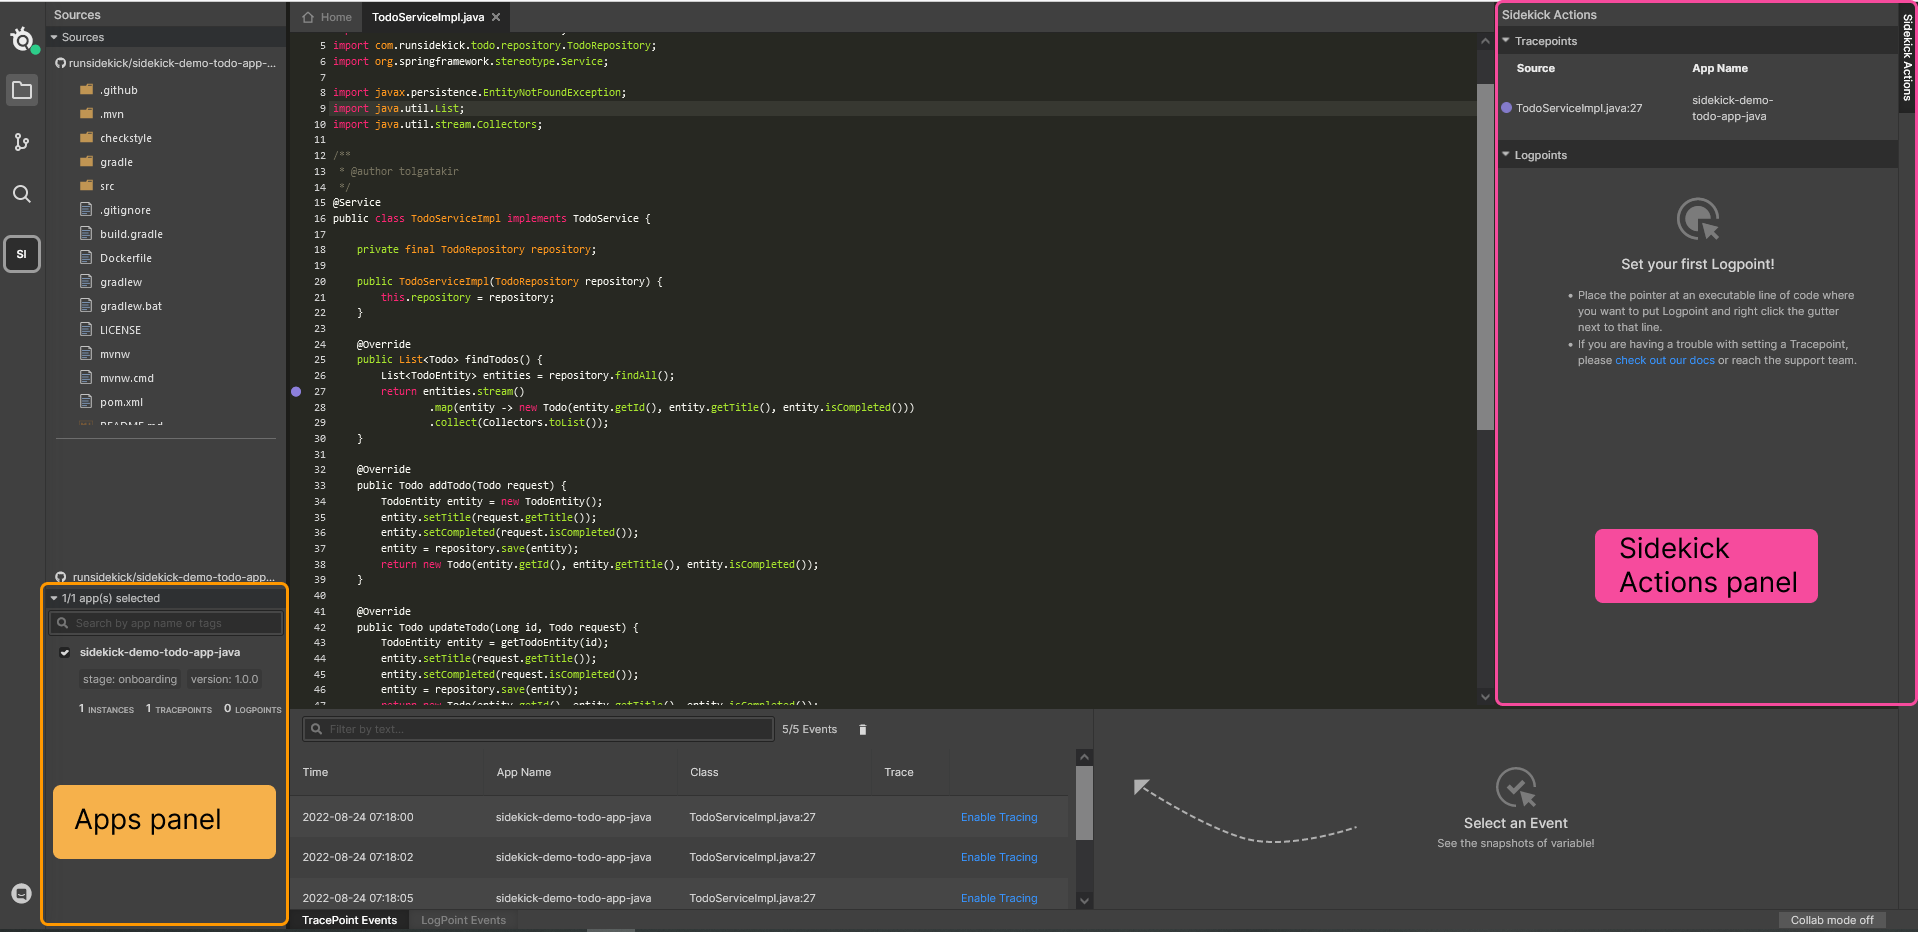 Sources
Sources
runsidekick/sidekick-demo-todo-app-...
.github
.mvn
checkstyle
gradle
src
.gitignore
build.gradle
Dockerfile
gradlew
gradlew.bat
LICENSE
mvnw
mvnw.cmd
pom.xml
README.md
SI
runsidekick/sidekick-demo-todo-app...
1/1 app(s) selected
Search by app name or tags
sidekick-demo-todo-app-java
stage: onboarding version: 1.0.0
1 INSTANCES 1 TRACEPOINTS 0 LOGPOINTS
Apps panel
Home TodoServiceImpl.java
5 import com.runsidekick.todo.repository.TodoRepository;
6 import org.springframework.stereotype.Service;
7
8 import javax.persistence.EntityNotFoundException;
9 import java.util.List;
10 import java.util.stream.Collectors;
11
12 /**
13 * @author tolgatakir
14 */
15 @Service
16 public class TodoServiceImpl implements TodoService {
17
18 private final TodoRepository repository;
19
20 public TodoServiceImpl(TodoRepository repository) {
21 this.repository = repository;
22 }
23
24 @Override
25 public List<Todo> findTodos() {
26 List<TodoEntity> entities = repository.findAll();
27 return entities.stream()
28 .map(entity -> new Todo(entity.getId(), entity.getTitle(), entity.isCompleted()))
29 .collect(Collectors.toList());
30 }
31
32 @Override
33 public Todo addTodo(Todo request) {
34 TodoEntity entity = new TodoEntity();
35 entity.setTitle(request.getTitle());
36 entity.setCompleted(request.isCompleted());
37 entity = repository.save(entity);
38 return new Todo(entity.getId(), entity.getTitle(), entity.isCompleted());
39 }
40
41 @Override
42 public Todo updateTodo(Long id, Todo request) {
43 TodoEntity entity = getTodoEntity(id);
44 entity.setTitle(request.getTitle());
45 entity.setCompleted(request.isCompleted());
46 entity = repository.save(entity);
47 return new Todo(entity.getId(), entity.getTitle(), entity.isCompleted());
Filter by text... 5/5 Events
Time App Name Class Trace
2022-08-24 07:18:00 sidekick-demo-todo-app-java TodoServiceImpl.java:27 Enable Tracing
2022-08-24 07:18:02 sidekick-demo-todo-app-java TodoServiceImpl.java:27 Enable Tracing
2022-08-24 07:18:05 sidekick-demo-todo-app-java TodoServiceImpl.java:27 Enable Tracing
TracePoint Events LogPoint Events
Select an Event
See the snapshots of variable!
Collab mode off
Sidekick Actions
Tracepoints
Source App Name
TodoServiceImpl.java:27 sidekick-demo-
todo-app-java
Logpoints
Set your first Logpoint!
• Place the pointer at an executable line of code where
you want to put Logpoint and right click the gutter
next to that line.
• If you are having a trouble with setting a Tracepoint,
please check out our docs or reach the support team.
Sidekick
Actions panel
Sidekick Actions